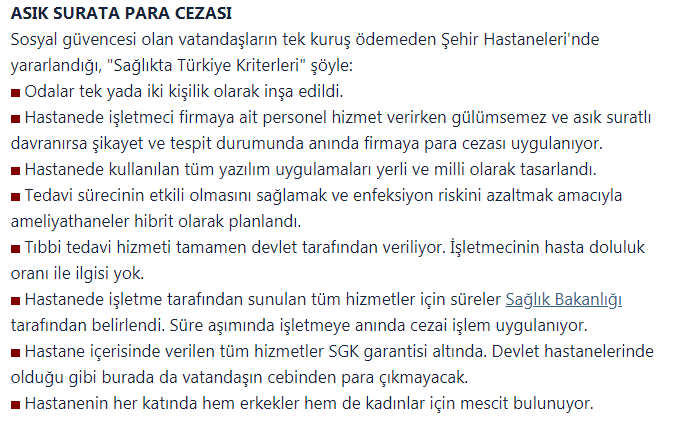 ASIK SURATA PARA CEZASI
Sosyal güvencesi olan vatandaşların tek kuruş ödemeden Şehir Hastaneleri'nde
yararlandığı, "Sağlıkta Türkiye Kriterleri" şöyle:
■ Odalar tek yada iki kişilik olarak inşa edildi.
■ Hastanede işletmeci firmaya ait personel hizmet verirken gülümsemez ve asık suratlı
davranırsa şikayet ve tespit durumunda anında firmaya para cezası uygulanıyor.
■ Hastanede kullanılan tüm yazılım uygulamaları yerli ve milli olarak tasarlandı.
■ Tedavi sürecinin etkili olmasını sağlamak ve enfeksiyon riskini azaltmak amacıyla
ameliyathaneler hibrit olarak planlandı.
■ Tıbbi tedavi hizmeti tamamen devlet tarafından veriliyor. İşletmecinin hasta doluluk
oranı ile ilgisi yok.
■ Hastanede işletme tarafından sunulan tüm hizmetler için süreler Sağlık Bakanlığı
tarafından belirlendi. Süre aşımında işletmeye anında cezai işlem uygulanıyor.
■ Hastane içerisinde verilen tüm hizmetler SGK garantisi altında. Devlet hastanelerinde
olduğu gibi burada da vatandaşın cebinden para çıkmayacak.
■ Hastanenin her katında hem erkekler hem de kadınlar için mescit bulunuyor.